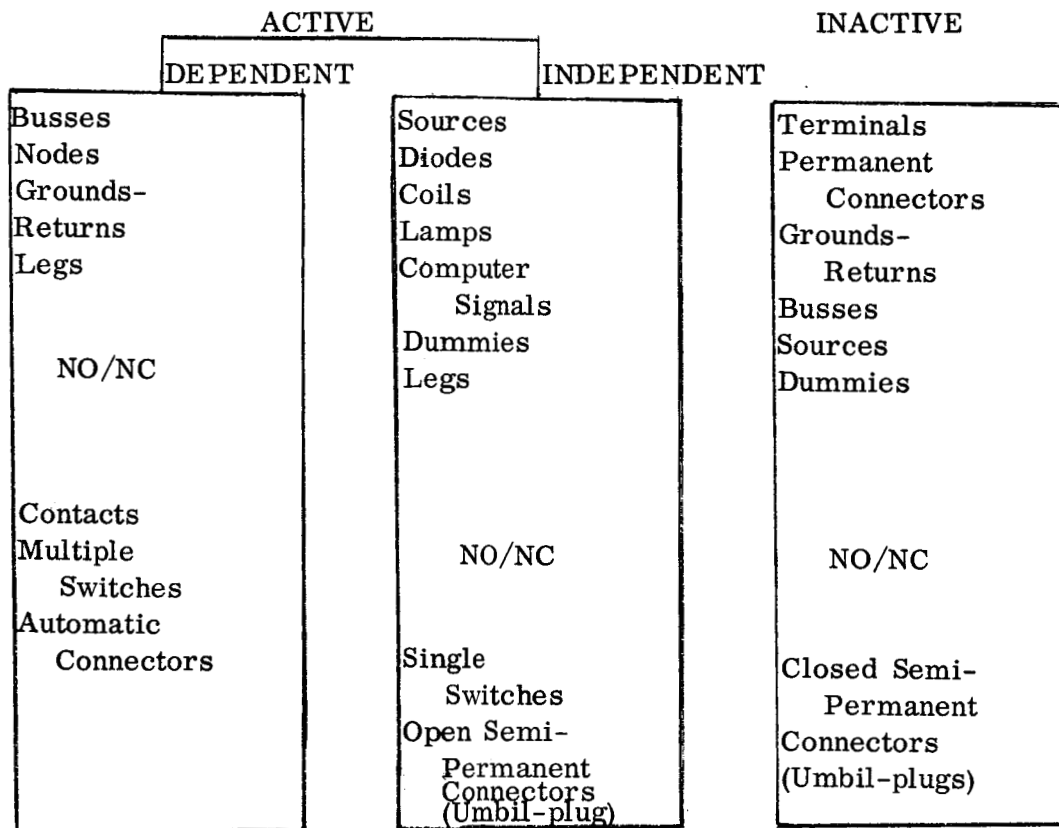 ACTIVE
INACTIVE
DEPENDENT
INDEPENDENT
Busses
Nodes
Grounds-
Returns
Legs
NO/NC
Contacts
Multiple
Switches
Automatic
Connectors
Sources
Diodes
Coils
Lamps
Computer
Signals
Dummies
Legs
NO/NC
Single
Switches
Open Semi-
Permanent
Connectors
(Umbil-plug)
Terminals
Permanent
Connectors
Grounds-
Returns
Busses
Sources
Dummies
NO/NC
Closed Semi-
Permanent
Connectors
(Umbil-plugs)